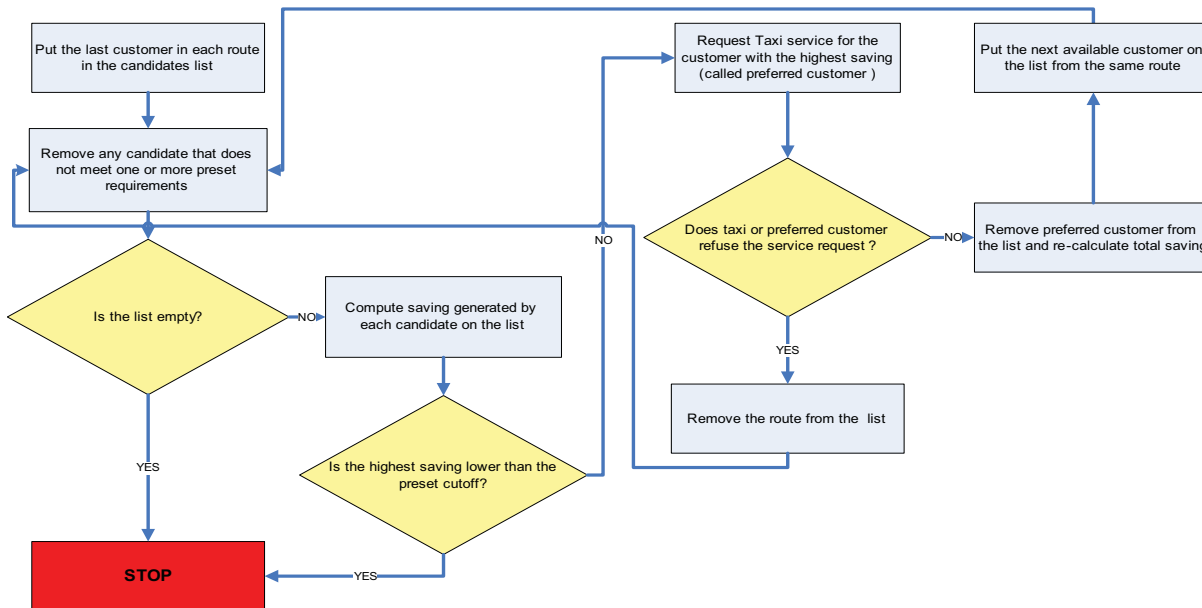 Put the last customer in each route
in the candidates list
Remove any candidate that does
not meet one or more preset
requirements
Is the list empty?
NO
YES
STOP
Compute saving generated by
each candidate on the list
Is the highest saving lower than the
preset cutoff?
YES
NO
Request Taxi service for the
customer with the highest saving
(called preferred customer )
Does taxi or preferred customer
refuse the service request ?
NO
YES
Remove the route from the list
Remove preferred customer from
the list and re-calculate total saving
Put the next available customer on
the list from the same route